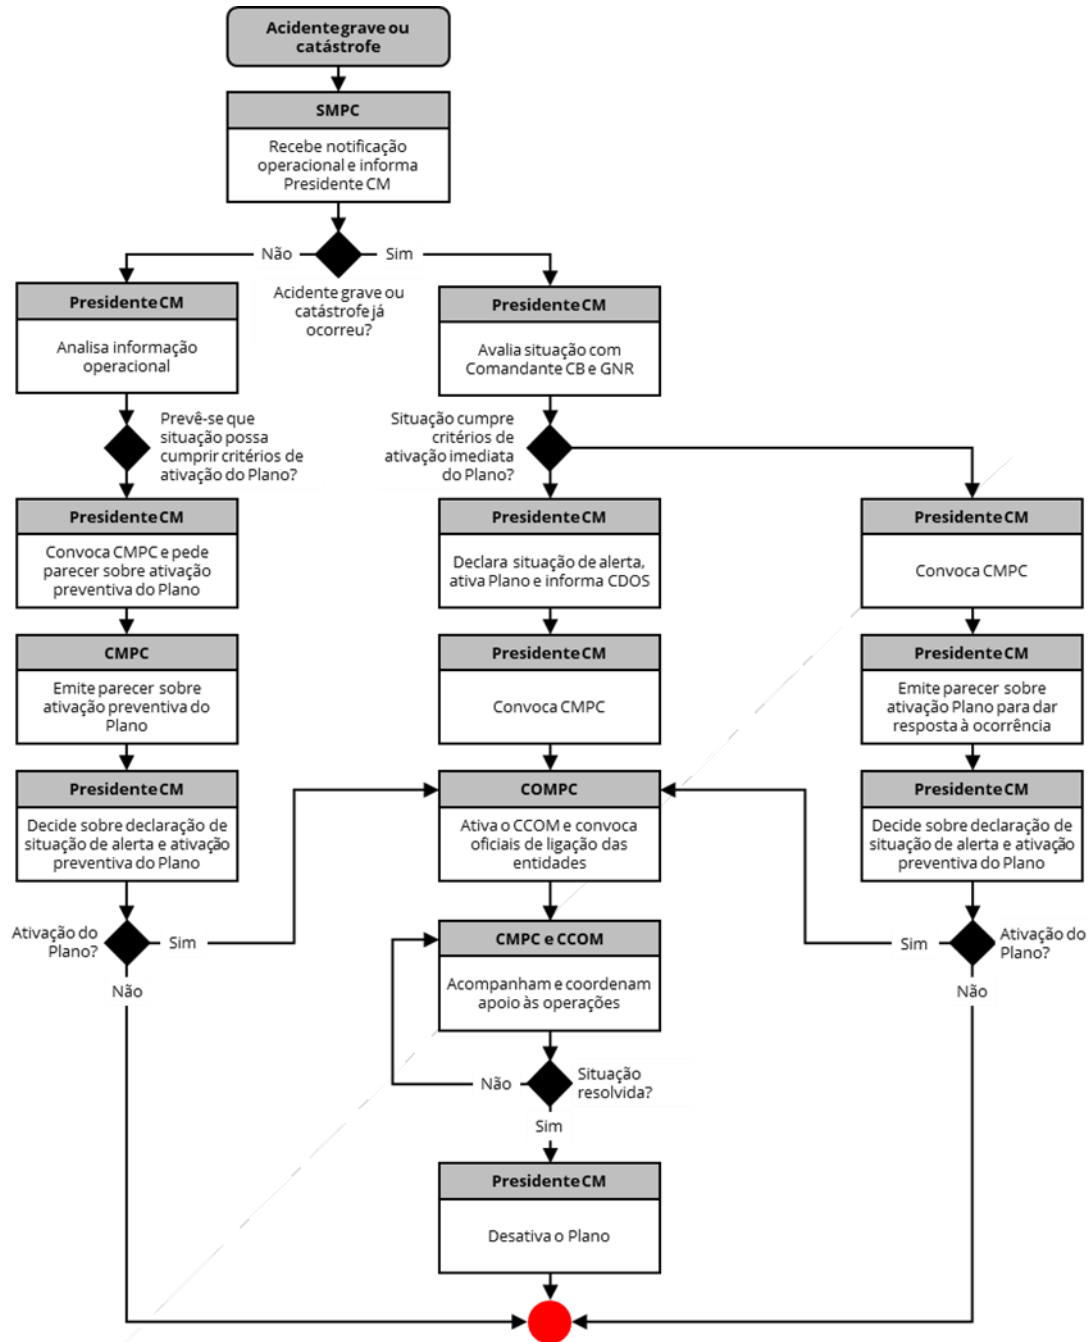 Acidente grave ou
catástrofe
SMPC
Recebe notificação
operacional e informa
Presidente CM
Não
Sim
Acidente grave ou
catástrofe já
ocorreu?
Presidente CM
Analisa informação
operacional
Presidente CM
Avalia situação com
Comandante CB e GNR
Prevê-se que
situação possa
cumprir critérios de
ativação do Plano?
Situação cumpre
critérios de
ativação imediata
do Plano?
Presidente CM
Convoca CMPC e pede
parecer sobre ativação
preventiva do Plano
Presidente CM
Declara situação de alerta,
ativa Plano e informa CDOS
Presidente CM
Convoca CMPC
CMPC
Emite parecer sobre
ativação preventiva do
Plano
Presidente CM
Convoca CMPC
Presidente CM
Emite parecer sobre
ativação Plano para dar
resposta à ocorrência
Presidente CM
Decide sobre declaração de
situação de alerta e ativação
preventiva do Plano
COMPC
Ativa o CCOM e convoca
oficiais de ligação das
entidades
Presidente CM
Decide sobre declaração de
situação de alerta e ativação
preventiva do Plano
Ativação do
Plano?
Sim
Não
CMPC e CCOM
Acompanham e coordenam
apoio às operações
Sim
Ativação do
Plano?
Não
Não
Situação
resolvida?
Sim
Presidente CM
Desativa o Plano